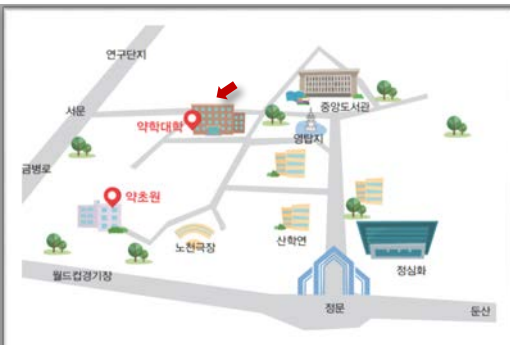 연구단지
중앙도서관
서문
약학대학
영탑지
금병로
약초원
노천극장
산학연
정심화
월드컵경기장
정문
둔산